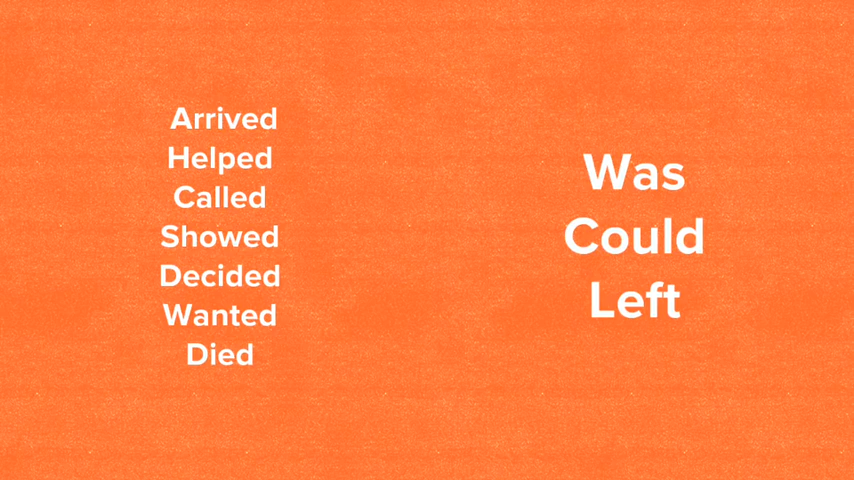 Arrived
Helped
Called
Showed
Decided
Wanted
Died
Was
Could
Left